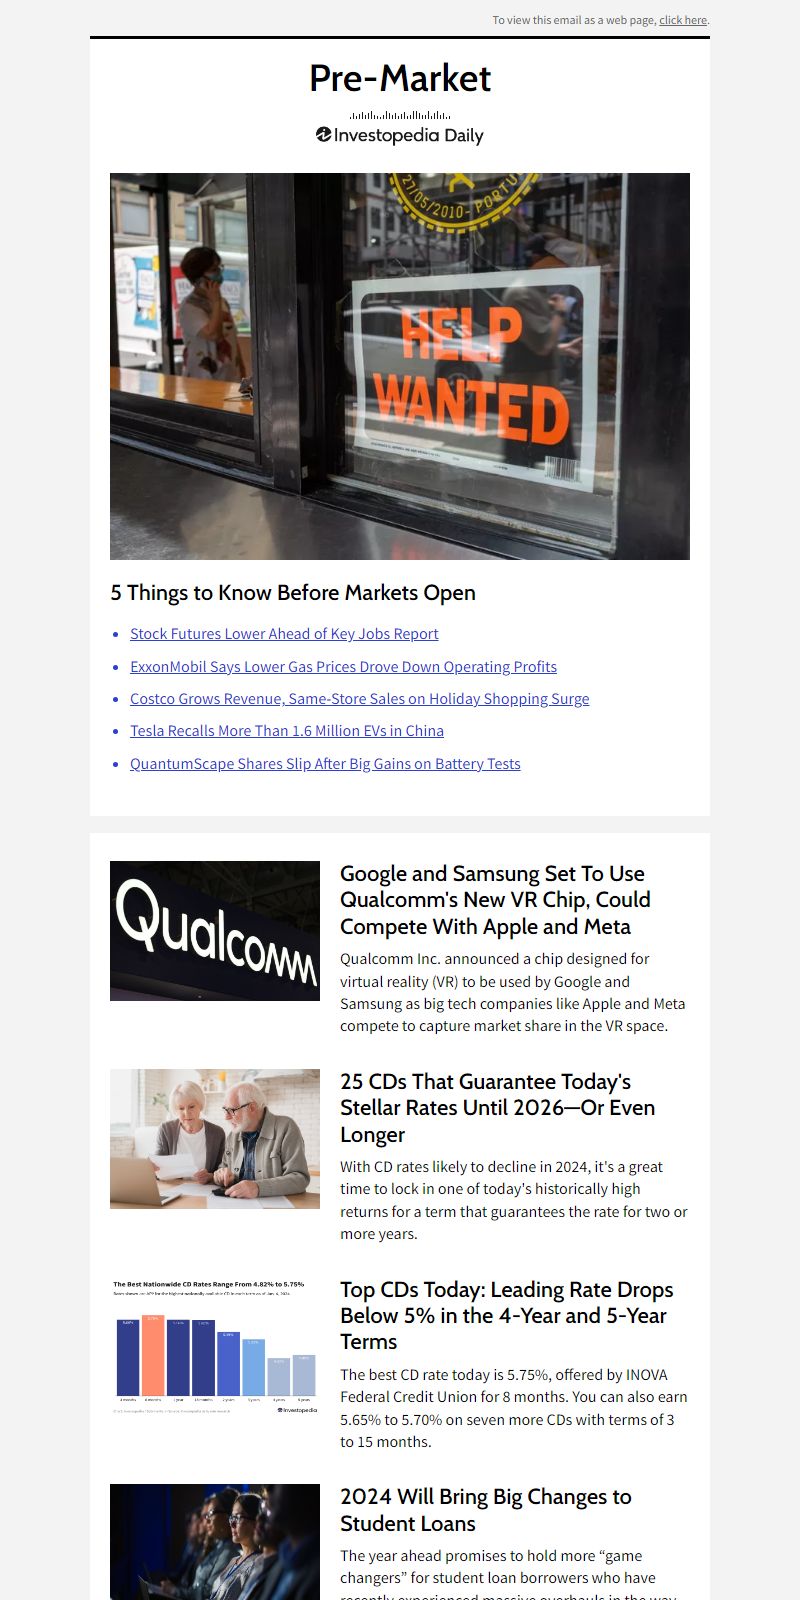 To view this email as a web page, click here.
Pre-Market
Investopedia Daily
27/05/2010- PORTU
HELP
WANTED
5 Things to Know Before Markets Open
Stock Futures Lower Ahead of Key Jobs Report
ExxonMobil Says Lower Gas Prices Drove Down Operating Profits
Costco Grows Revenue, Same-Store Sales on Holiday Shopping Surge
Tesla Recalls More Than 1.6 Million EVs in China
QuantumScape Shares Slip After Big Gains on Battery Tests
Qualcomm
Google and Samsung Set To Use
Qualcomm's New VR Chip, Could
Compete With Apple and Meta
Qualcomm Inc. announced a chip designed for
virtual reality (VR) to be used by Google and
Samsung as big tech companies like Apple and Meta
compete to capture market share in the VR space.
25 CDs That Guarantee Today's
Stellar Rates Until 2026—Or Even
Longer
With CD rates likely to decline in 2024, it's a great
time to lock in one of today's historically high
returns for a term that guarantees the rate for two or
more years.
The Best Nationwide CD Rates Range From 4.82% to 5.75%
Investopedia
Top CDs Today: Leading Rate Drops
Below 5% in the 4-Year and 5-Year
Terms
The best CD rate today is 5.75%, offered by INOVA
Federal Credit Union for 8 months. You can also earn
5.65% to 5.70% on seven more CDs with terms of 3
to 15 months.
2024 Will Bring Big Changes to
Student Loans
The year ahead promises to hold more “game
changers” for student loan borrowers who have
recently experienced massive overhauls in the way